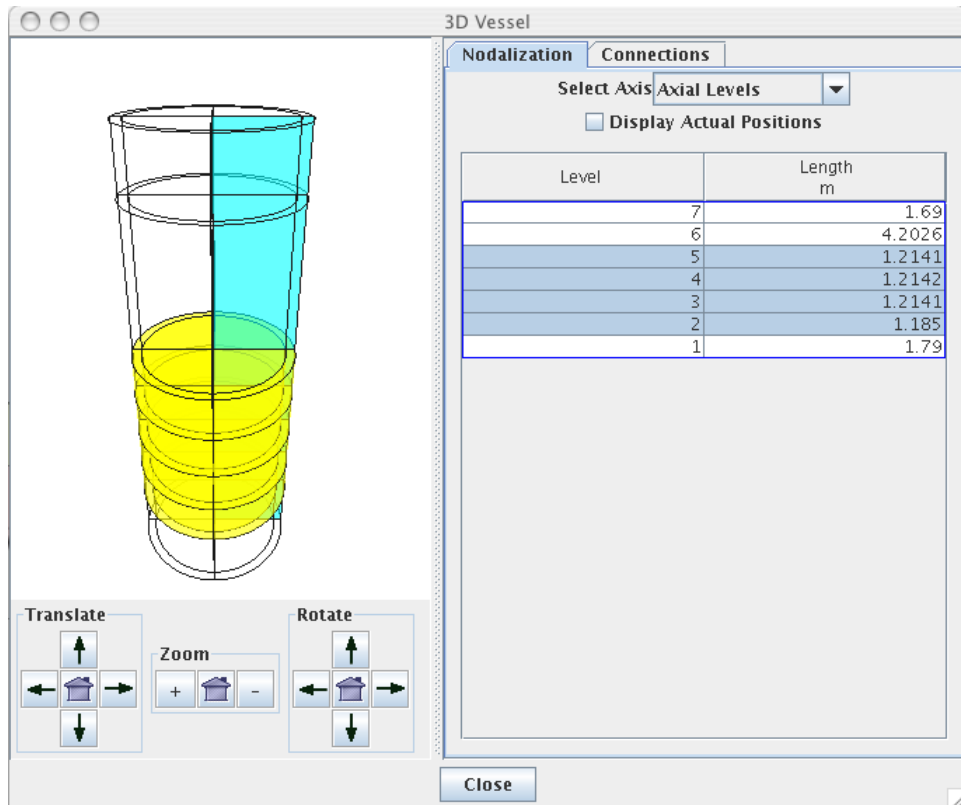 3D Vessel
Nodalization Connections
Select Axis Axial Levels
Display Actual Positions
Level Length
m
7 1.69
6 4.2026
5 1.2141
4 1.2142
3 1.2141
2 1.185
1 1.79
Translate
Zoom
+ -
Rotate
Close